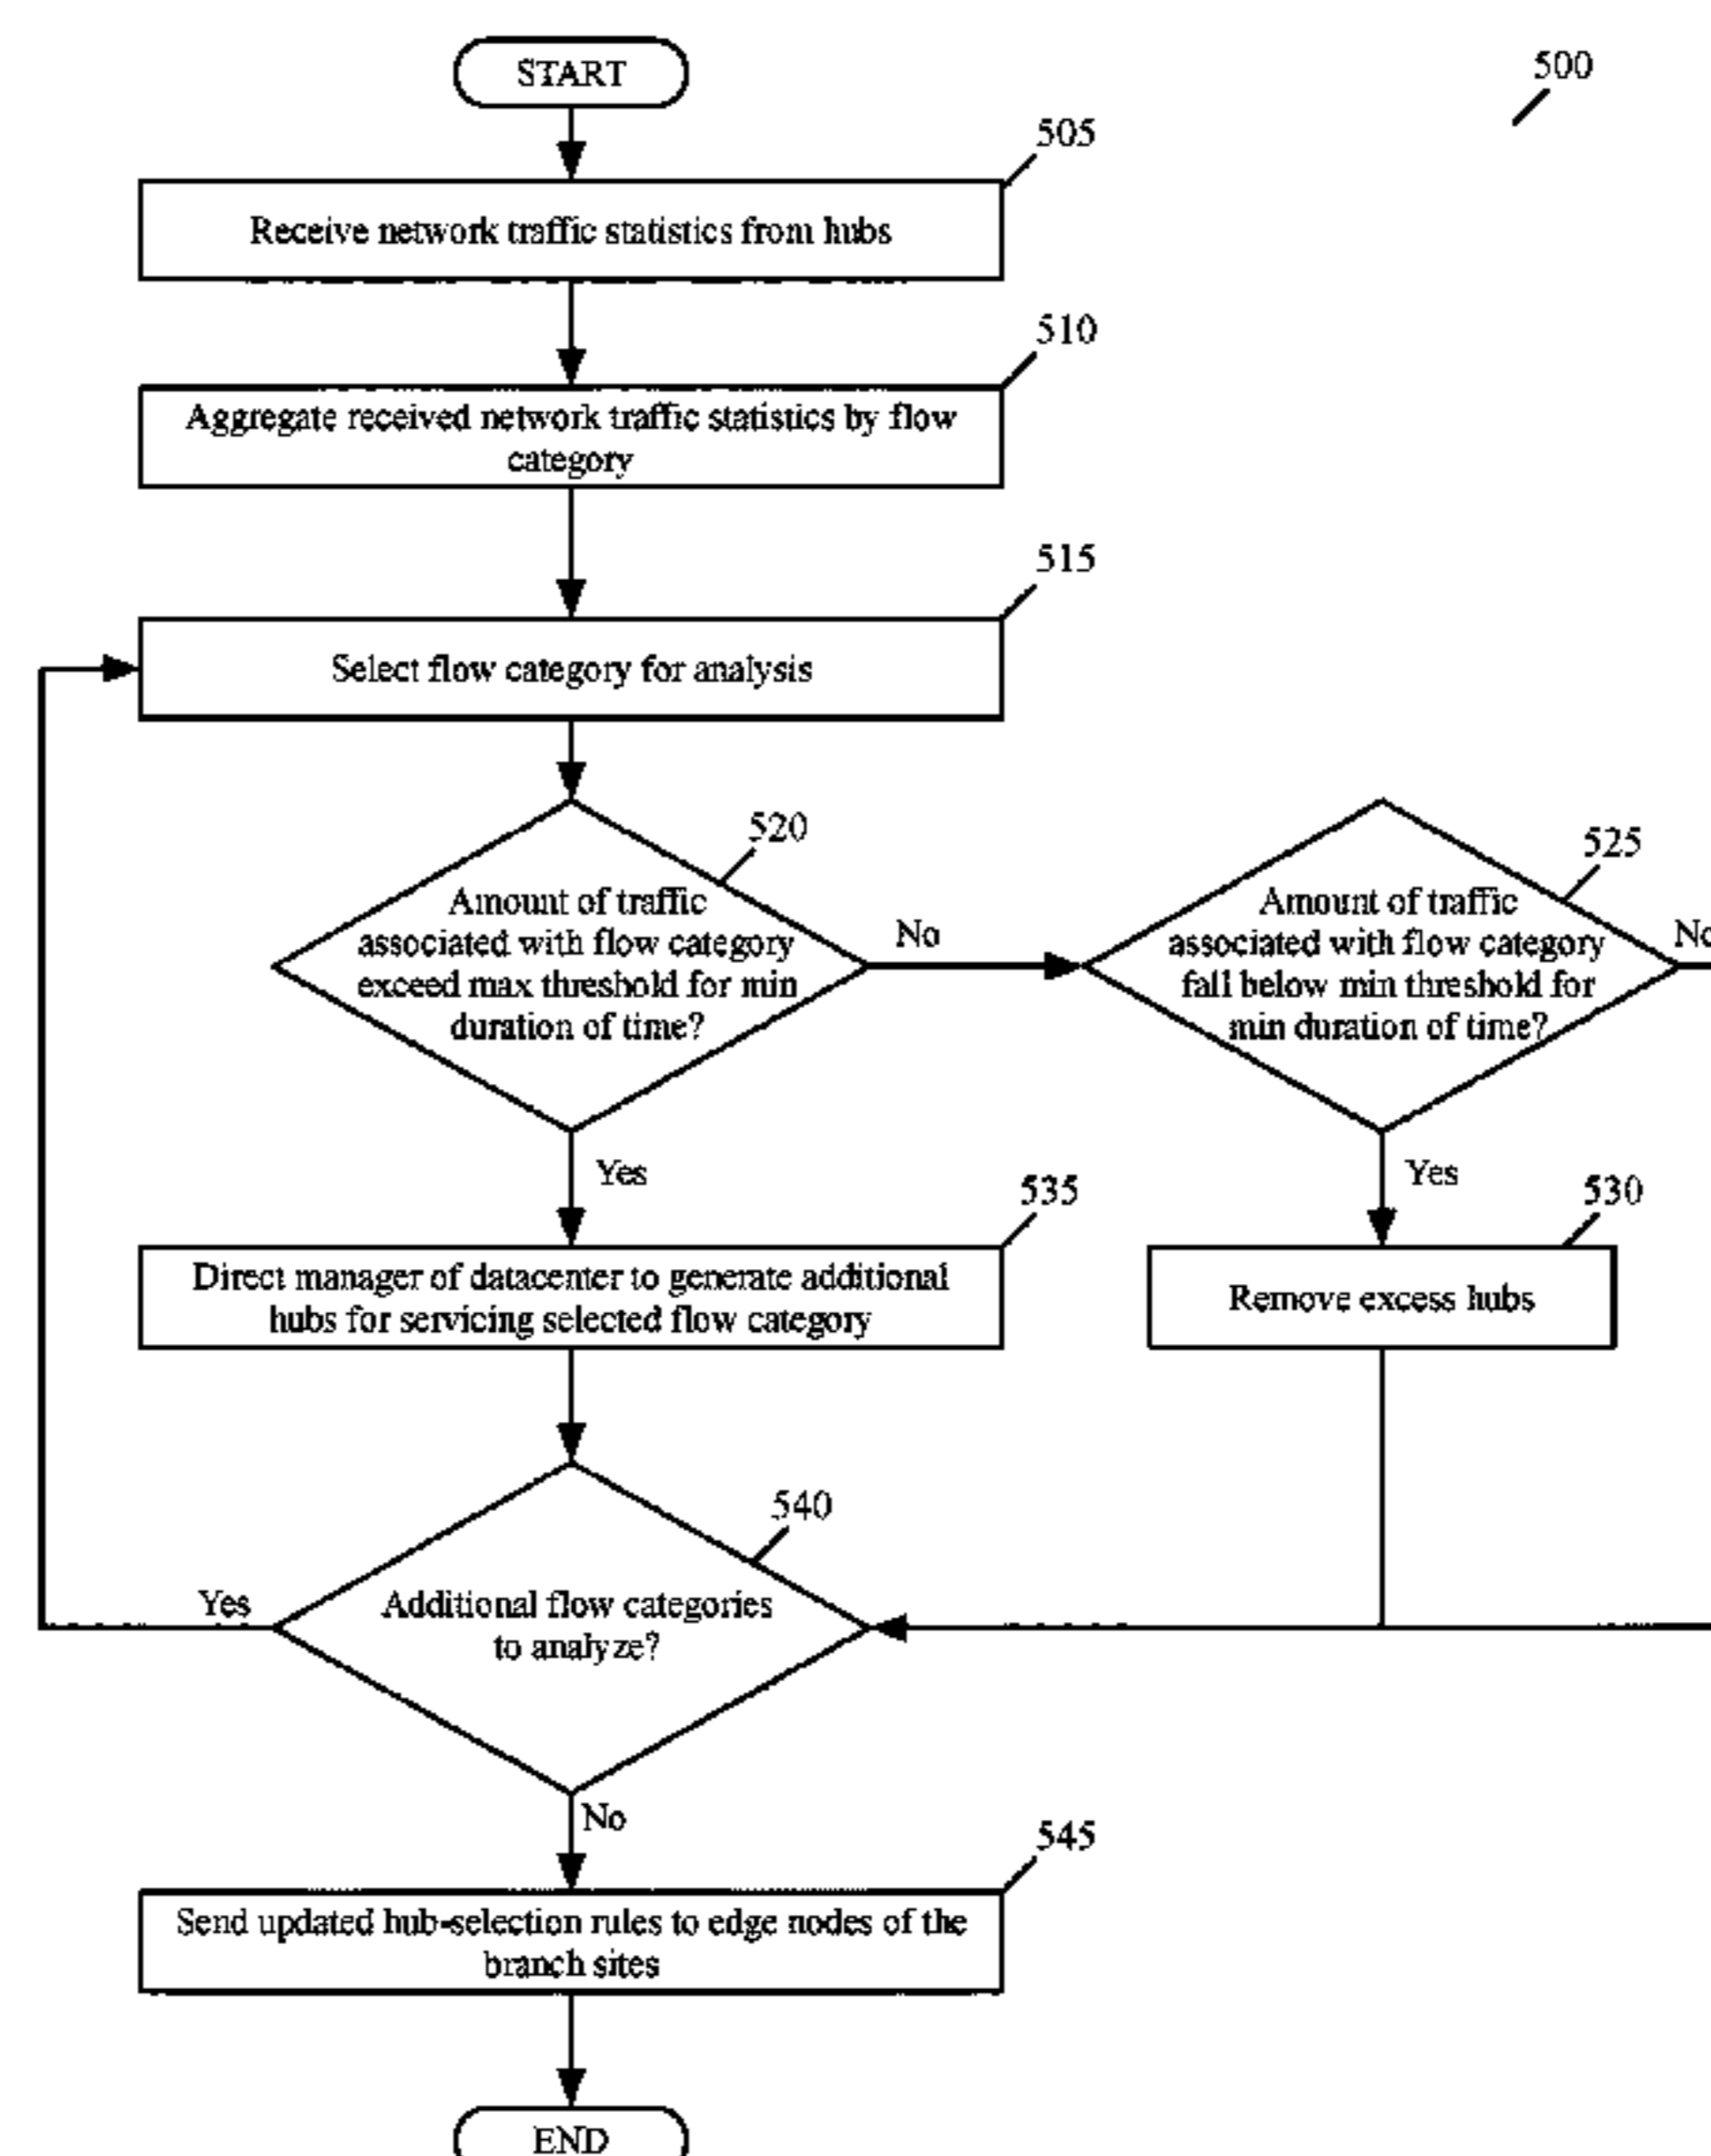 START
500
505
Receive network traffic statistics from hubs
510
Aggregate received network traffic statistics by flow
category
515
Select flow category for analysis
520
Amount of traffic
associated with flow category
exceed max threshold for min
duration of time?
No
525
Amount of traffic
associated with flow category
fall below min threshold for
min duration of time?
No
Yes
535
Direct manager of datacenter to generate additional
hubs for servicing selected flow category
Yes
530
Remove excess hubs
540
Additional flow categories
to analyze?
Yes
No
545
Send updated hub-selection rules to edge nodes of the
branch sites
END